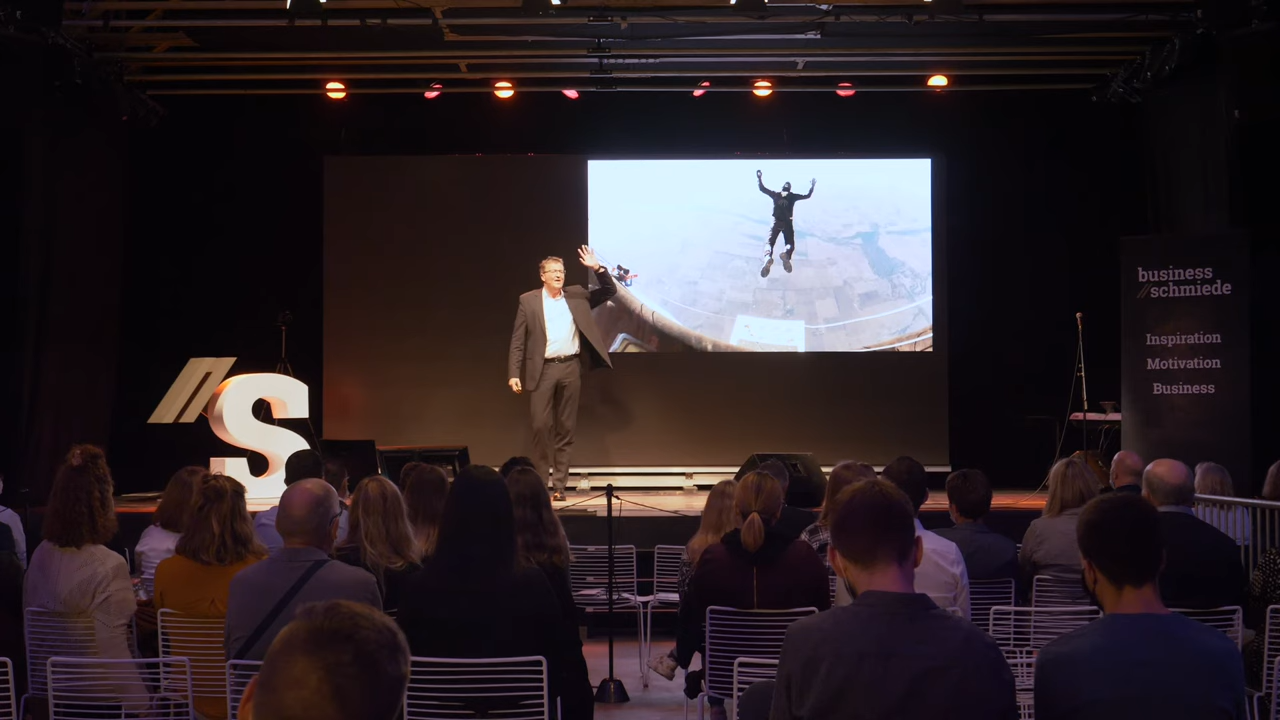 //S
business
//schmiede
Inspiration
Motivation
Business